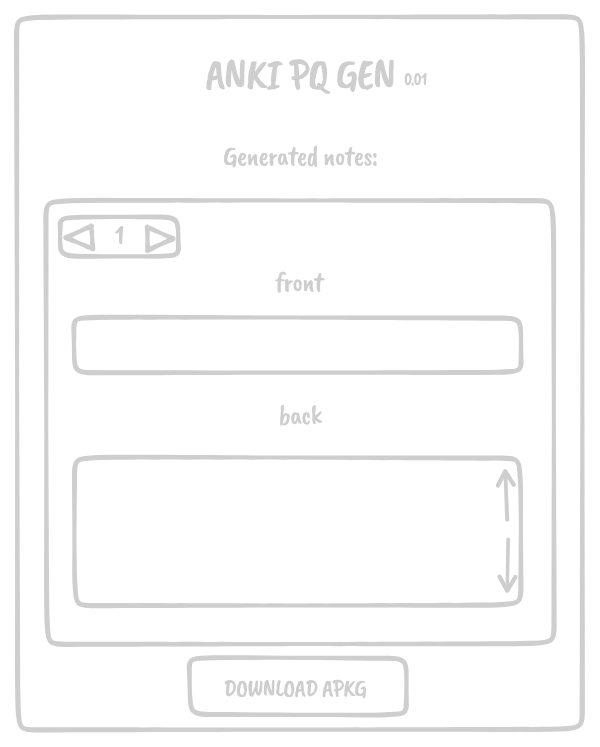 ANKI PQ GEN 0.01
Generated notes:
1
front
back
DOWNLOAD APKG